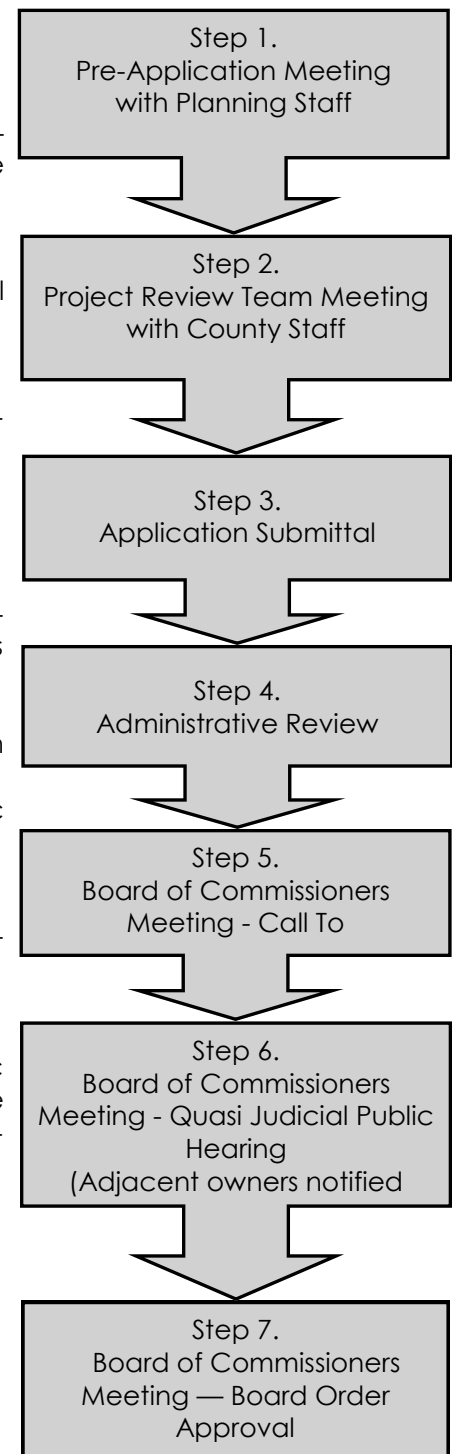 Step 1.
Pre-Application Meeting
with Planning Staff
Step 2.
Project Review Team Meeting
with County Staff
Step 3.
Application Submittal
Step 4.
Administrative Review
Step 5.
Board of Commissioners
Meeting - Call To
Step 6.
Board of Commissioners
Meeting - Quasi Judicial Public
Hearing
(Adjacent owners notified
Step 7.
Board of Commissioners
Meeting — Board Order
Approval